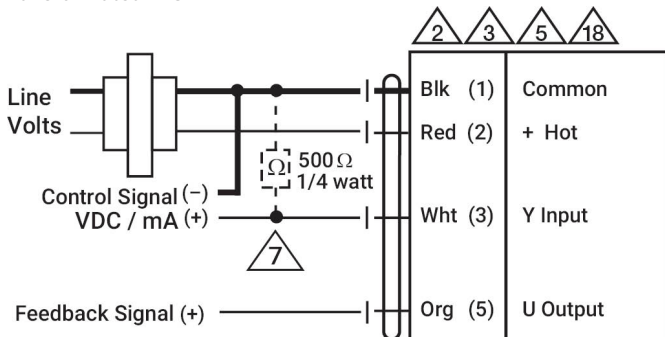 2 3 5 18
Line
Volts
Blk (1) Common
Red (2) + Hot
Ω 500 Ω
1/4 watt
Control Signal (−)
VDC / mA (+)
Wht (3) Y Input
7
Feedback Signal (+)
Org (5) U Output